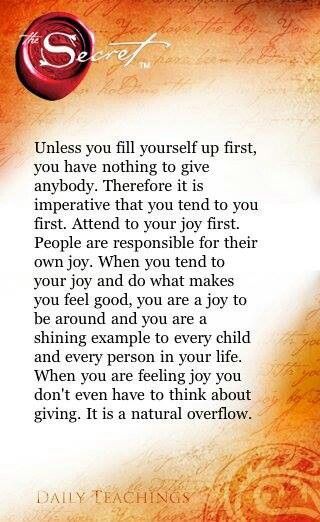 the Secret™
Unless you fill yourself up first,
you have nothing to give
anybody. Therefore it is
imperative that you tend to you
first. Attend to your joy first.
People are responsible for their
own joy. When you tend to
your joy and do what makes
you feel good, you are a joy to
be around and you are a
shining example to every child
and every person in your life.
When you are feeling joy you
don't even have to think about
giving. It is a natural overflow.
DAILY TEACHINGS